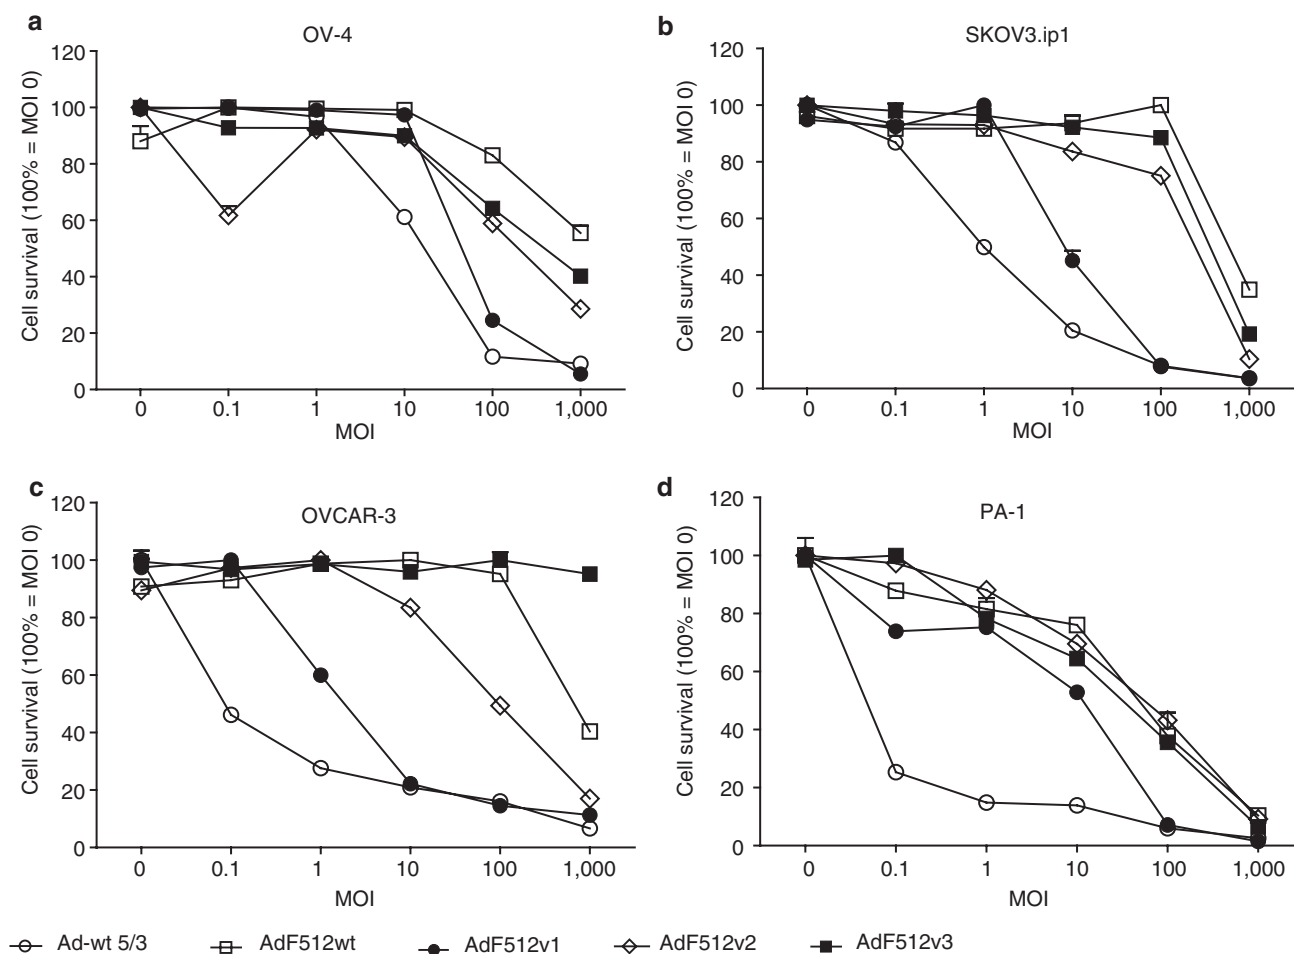 a
OV-4
Cell survival (100% = MOI 0)
120
100
80
60
40
20
0
0 0.1 1 10 100 1,000
MOI
b
SKOV3.ip1
Cell survival (100% = MOI 0)
120
100
80
60
40
20
0
0 0.1 1 10 100 1,000
MOI
c
OVCAR-3
Cell survival (100% = MOI 0)
120
100
80
60
40
20
0
0 0.1 1 10 100 1,000
MOI
d
PA-1
Cell survival (100% = MOI 0)
120
100
80
60
40
20
0
0 0.1 1 10 100 1,000
MOI
Ad-wt 5/3 AdF512wt AdF512v1 AdF512v2 AdF512v3